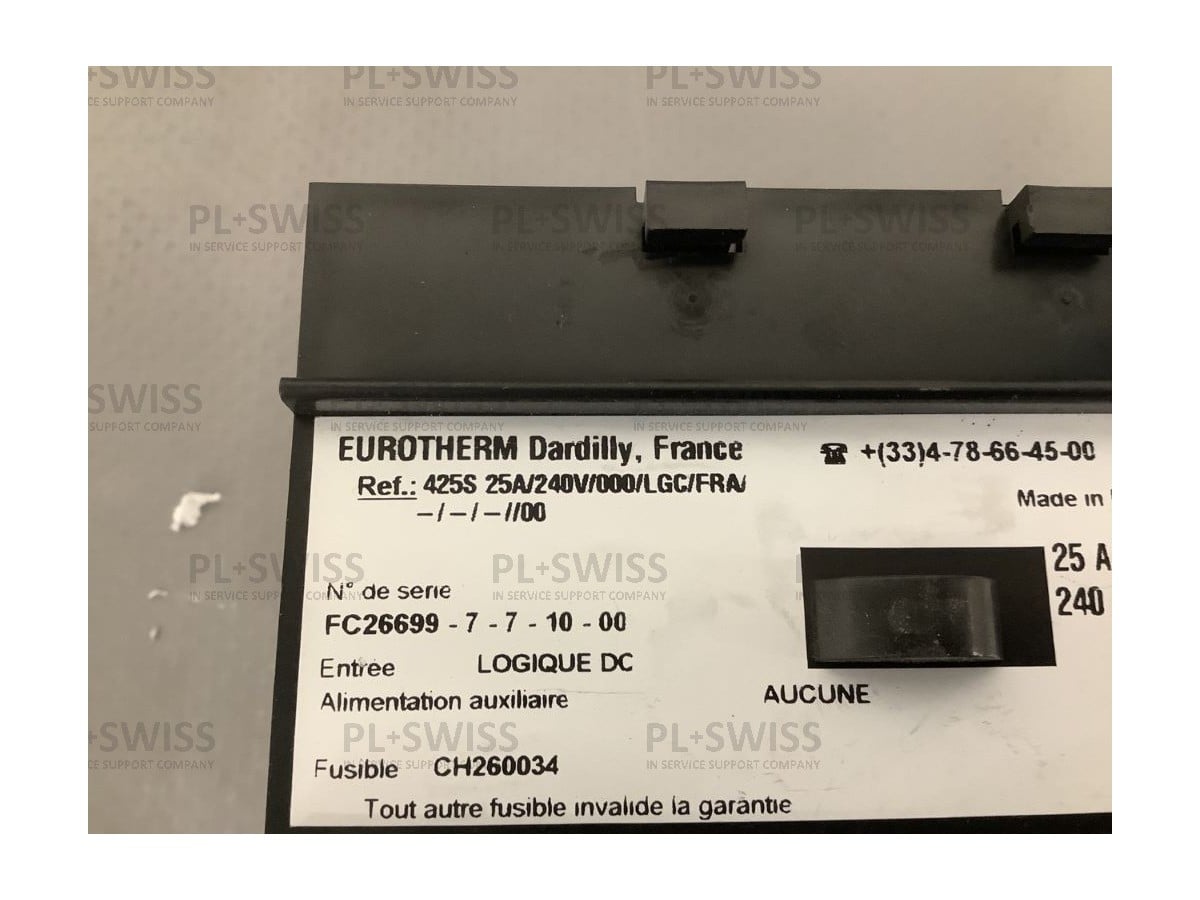 EUROTHERM Dardilly, France ☎ +(33)4-78-66-45-00
Ref.: 425S 25A/240V/000/LGC/FRA/
–/–/–//00
Made in
25 A
240
N° de serie
FC26699 - 7 - 7 - 10 - 00
Entrée LOGIQUE DC
Alimentation auxiliaire AUCUNE
Fusible CH260034
Tout autre fusible invalide la garantie
PL+SWISS
IN SERVICE SUPPORT COMPANY